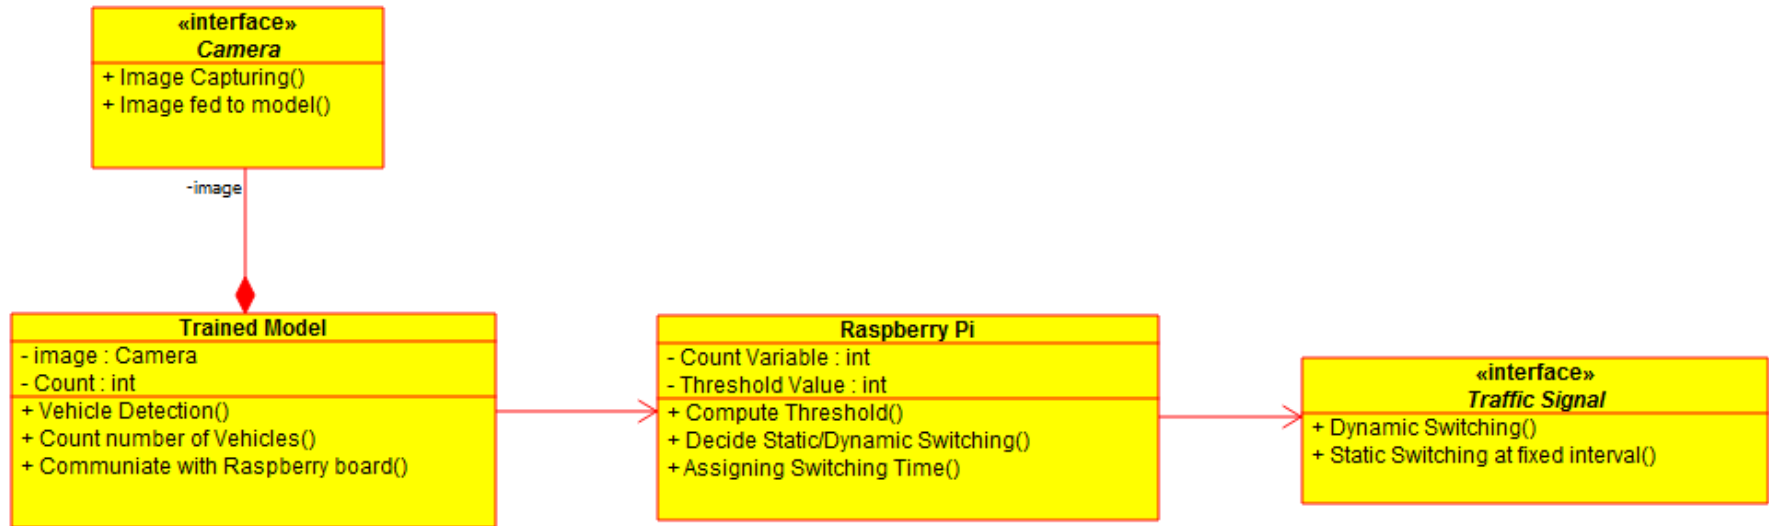 «interface»
Camera
+ Image Capturing()
+ Image fed to model()
-image
Trained Model
- image : Camera
- Count : int
+ Vehicle Detection()
+ Count number of Vehicles()
+ Communiate with Raspberry board()
Raspberry Pi
- Count Variable : int
- Threshold Value : int
+ Compute Threshold()
+ Decide Static/Dynamic Switching()
+ Assigning Switching Time()
«interface»
Traffic Signal
+ Dynamic Switching()
+ Static Switching at fixed interval()